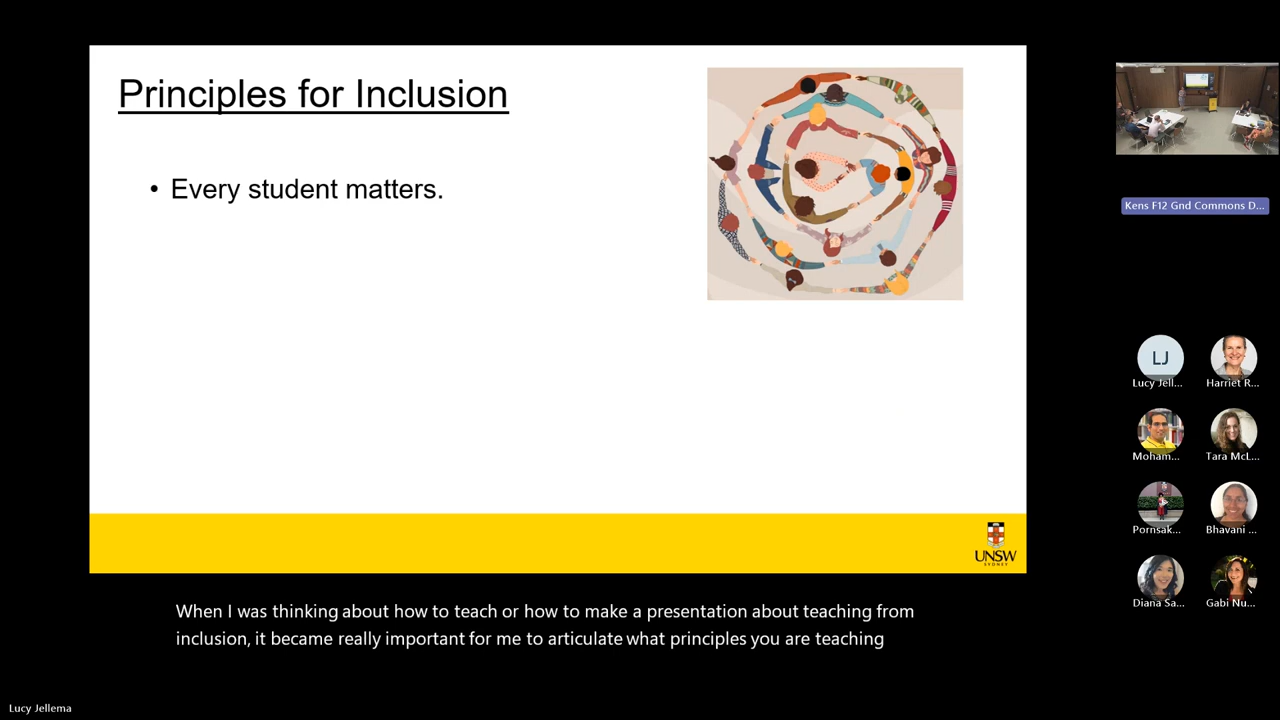 Principles for Inclusion
• Every student matters.
UNSW
SYDNEY
Kens F12 Gnd Commons D...
LJ
Lucy Jell...
Harriet R...
Moham...
Tara McL...
Pornsak...
Bhavani ...
Diana Sa...
Gabi Nu...
When I was thinking about how to teach or how to make a presentation about teaching from
inclusion, it became really important for me to articulate what principles you are teaching
Lucy Jellema